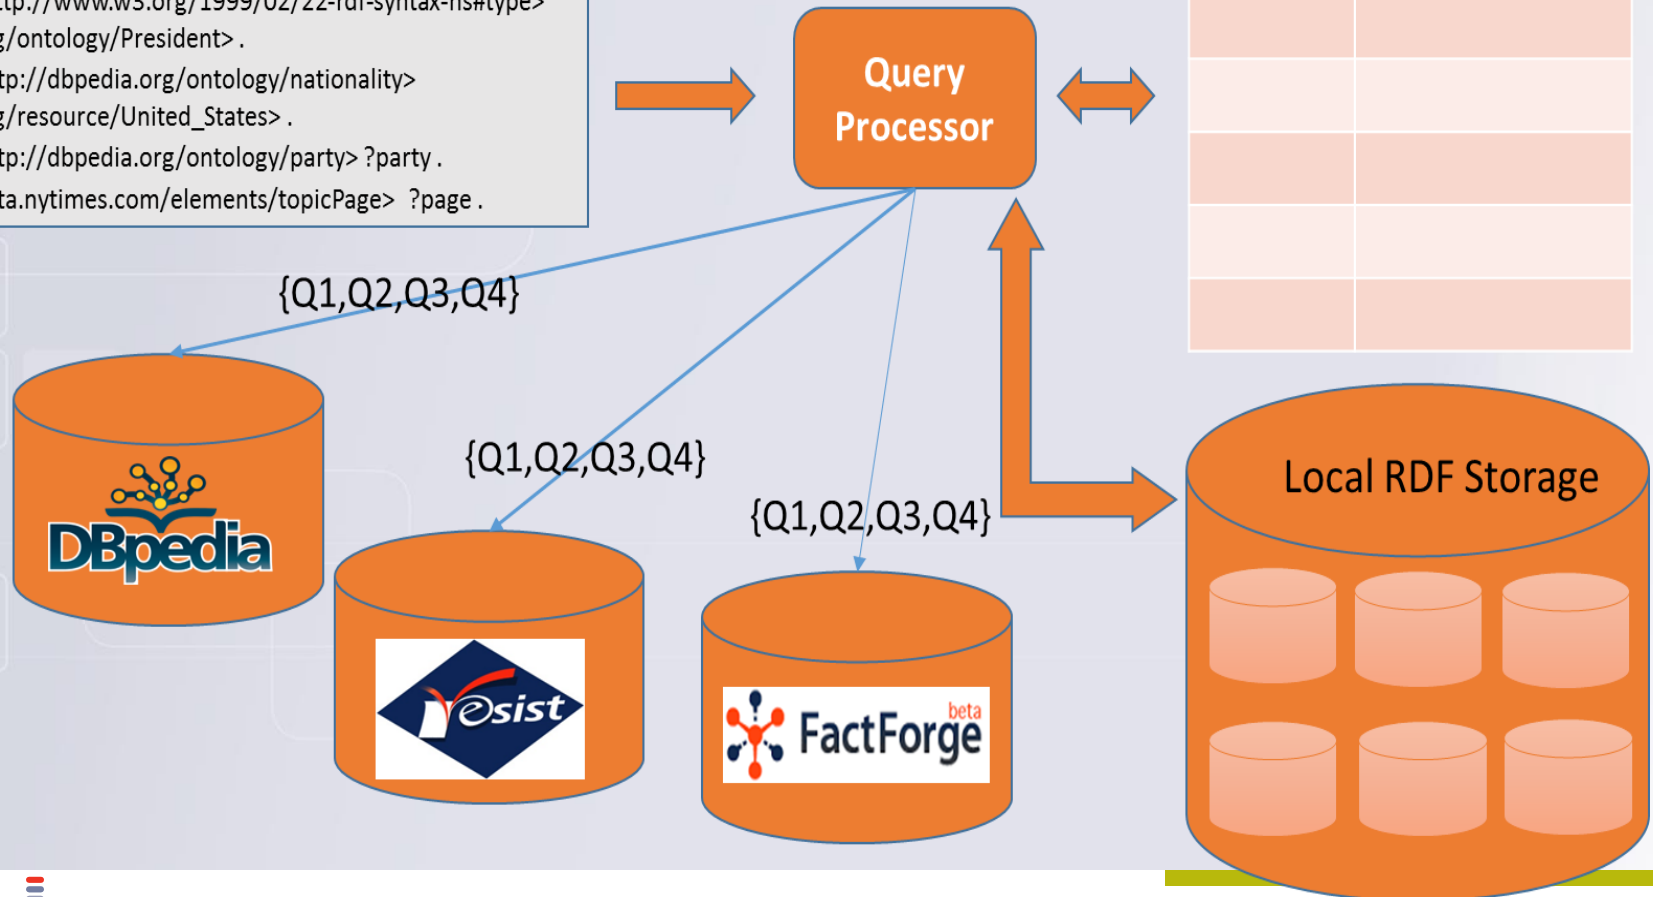 ttp://www.w3.org/1999/02/22-rdf-syntax-ns#type>
g/ontology/President> .
tp://dbpedia.org/ontology/nationality>
g/resource/United_States> .
tp://dbpedia.org/ontology/party> ?party .
ta.nytimes.com/elements/topicPage> ?page .
Query
Processor
{Q1,Q2,Q3,Q4}
{Q1,Q2,Q3,Q4}
{Q1,Q2,Q3,Q4}
Local RDF Storage
DBpedia
resist
FactForge beta